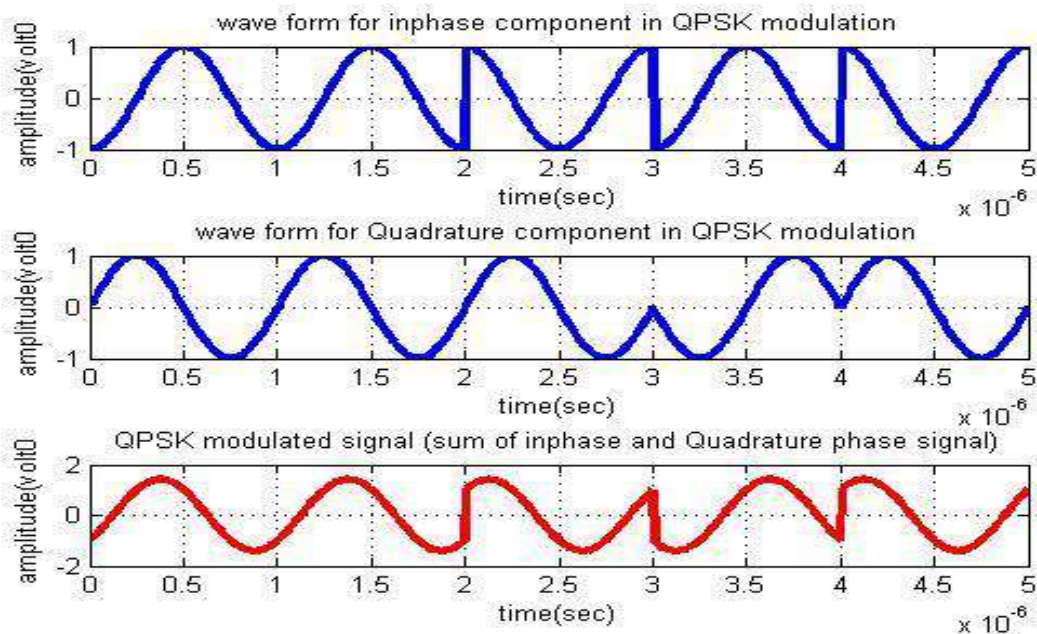 wave form for inphase component in QPSK modulation
amplitude(volt0
1
0
-1
0 0.5 1 1.5 2 2.5 3 3.5 4 4.5 5
time(sec)
x 10-6
wave form for Quadrature component in QPSK modulation
amplitude(volt0
1
0
-1
0 0.5 1 1.5 2 2.5 3 3.5 4 4.5 5
time(sec)
x 10-6
QPSK modulated signal (sum of inphase and Quadrature phase signal)
amplitude(volt0
2
0
-2
0 0.5 1 1.5 2 2.5 3 3.5 4 4.5 5
time(sec)
x 10-6